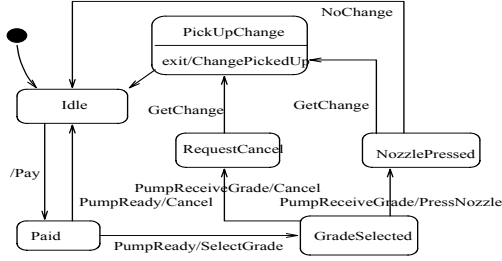 NoChange
PickUpChange
exit/ChangePickedUp
Idle
GetChange
GetChange
RequestCancel
NozzlePressed
/Pay
PumpReceiveGrade/Cancel
PumpReady/Cancel
PumpReceiveGrade/PressNozzle
Paid
GradeSelected
PumpReady/SelectGrade